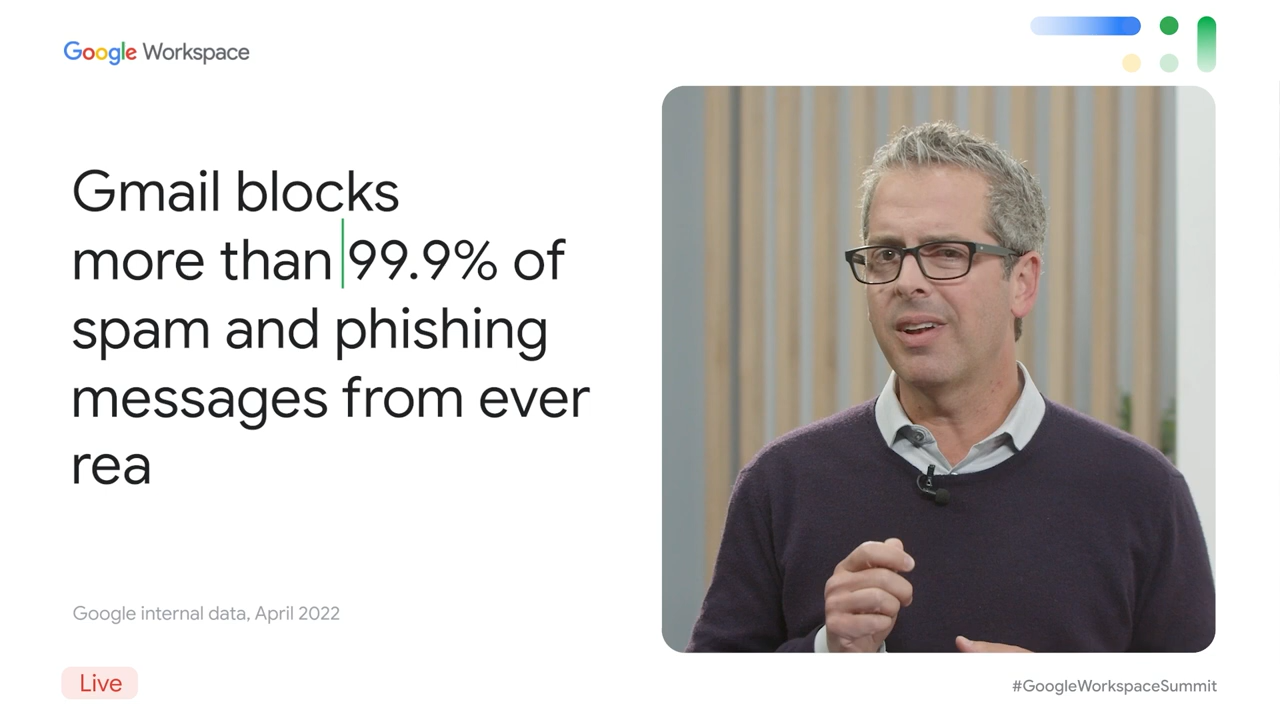 Google Workspace
Gmail blocks
more than 99.9% of
spam and phishing
messages from ever
rea
Google internal data, April 2022
Live
#GoogleWorkspaceSummit